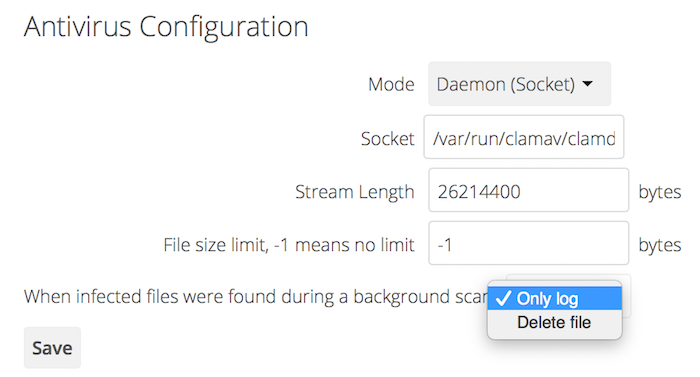 Antivirus Configuration
Mode Daemon (Socket)
Socket /var/run/clamav/clamd
Stream Length 26214400 bytes
File size limit, -1 means no limit -1 bytes
When infected files were found during a background scan Only log
Delete file
Save